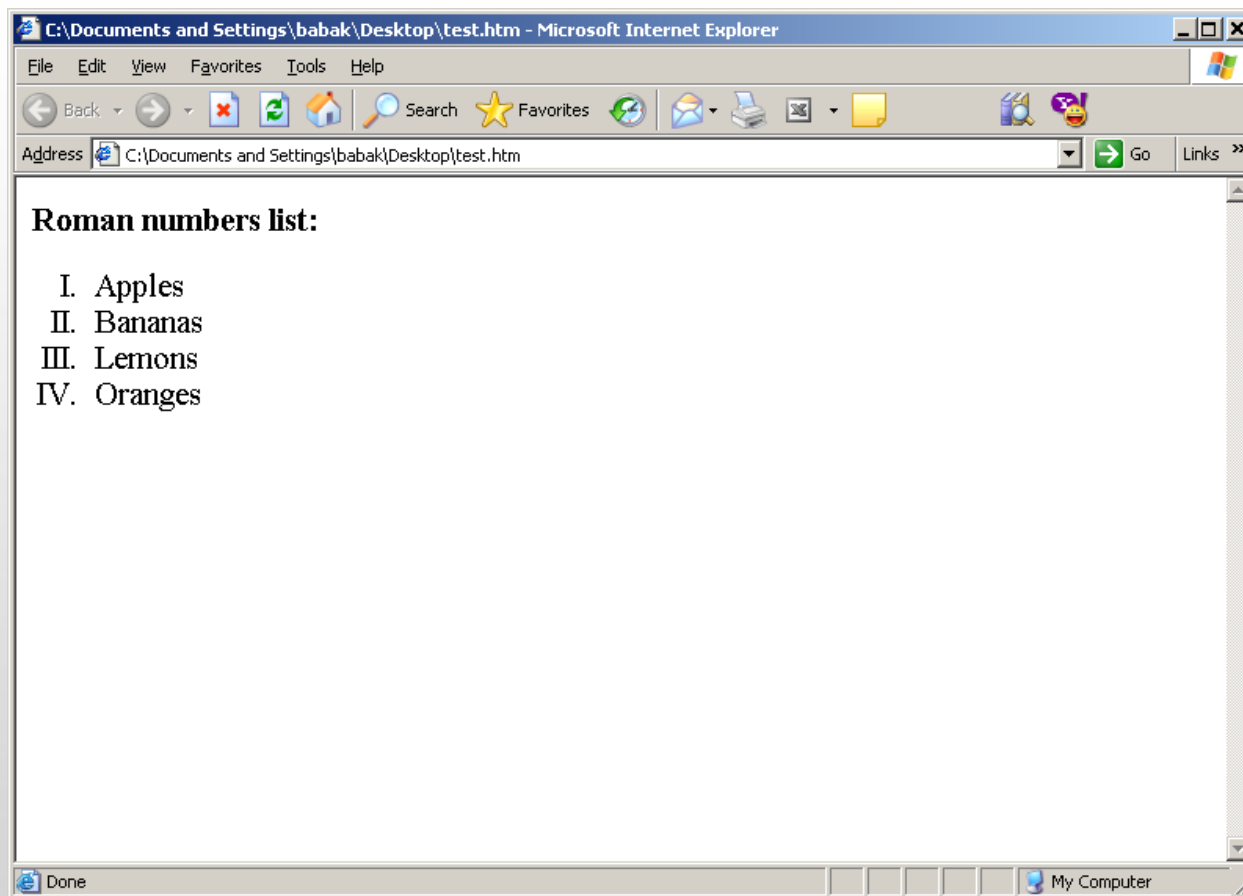 C:\Documents and Settings\babak\Desktop\test.htm - Microsoft Internet Explorer
File Edit View Favorites Tools Help
Back Search Favorites
Address C:\Documents and Settings\babak\Desktop\test.htm Go Links »
Roman numbers list:
I. Apples
II. Bananas
III. Lemons
IV. Oranges
Done My Computer